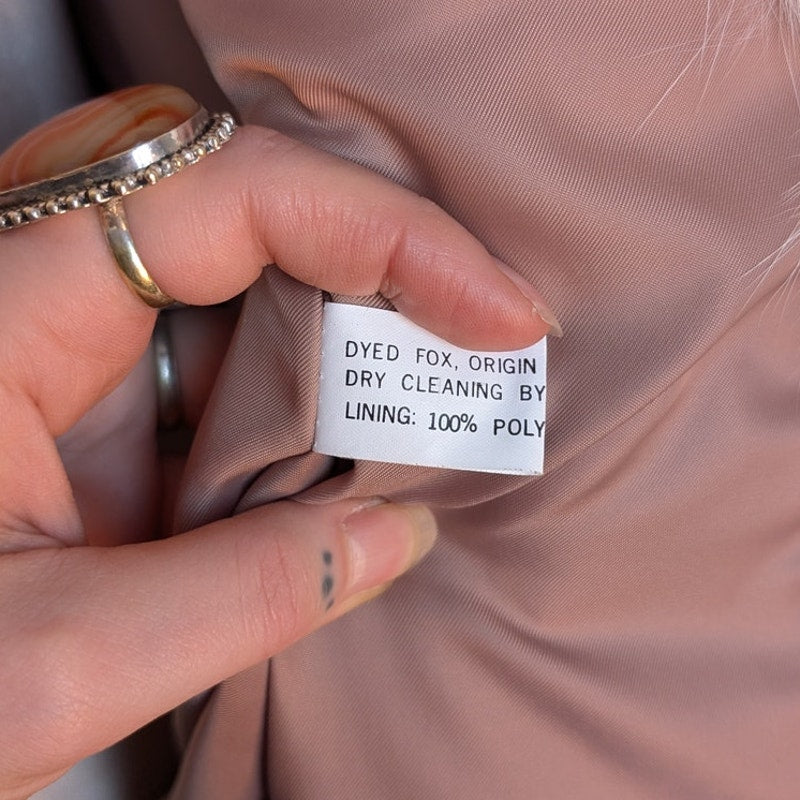 DYED FOX, ORIGIN
DRY CLEANING BY
LINING: 100% POLY